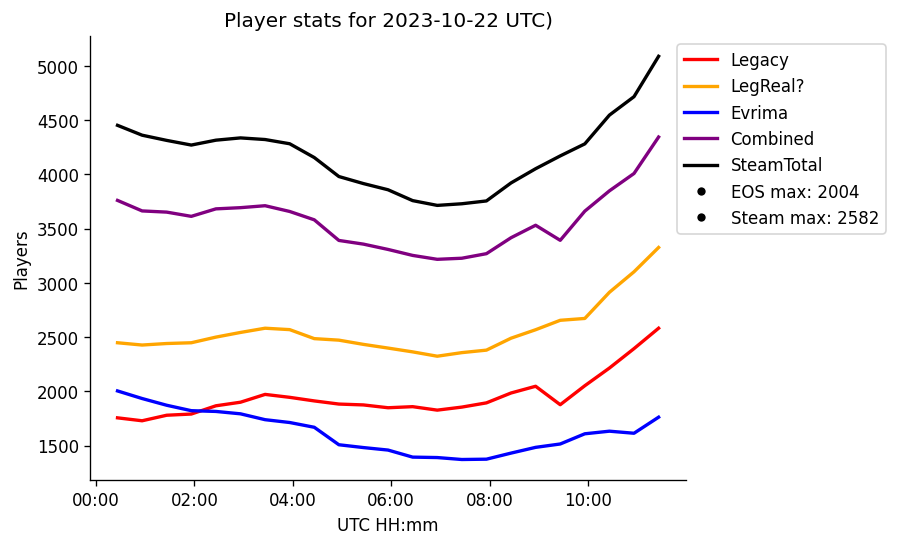 Player stats for 2023-10-22 UTC)
Players
5000
4500
4000
3500
3000
2500
2000
1500
00:00 02:00 04:00 06:00 08:00 10:00
UTC HH:mm
Legacy
LegReal?
Evrima
Combined
SteamTotal
EOS max: 2004
Steam max: 2582